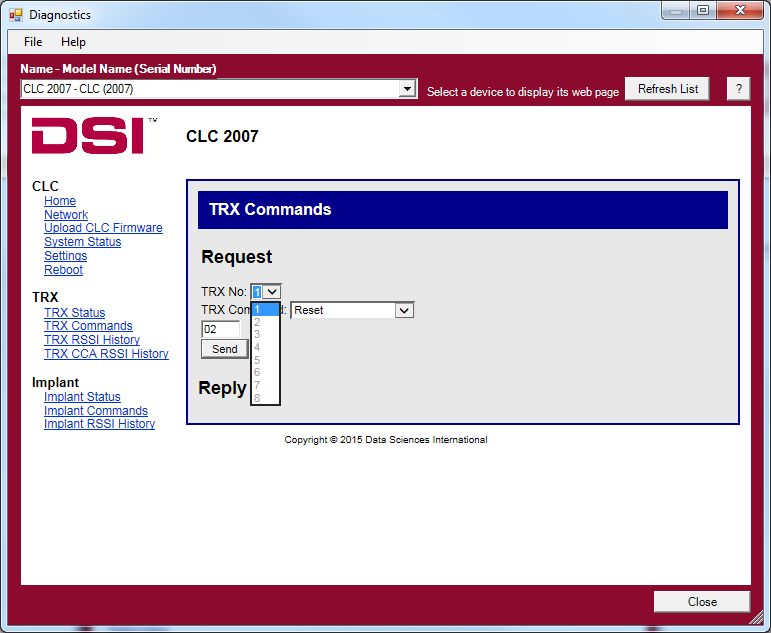 Diagnostics
File Help
Name - Model Name (Serial Number)
CLC 2007 - CLC (2007)
Select a device to display its web page
Refresh List
?
DSI™
CLC 2007
CLC
Home
Network
Upload CLC Firmware
System Status
Settings
Reboot
TRX
TRX Status
TRX Commands
TRX RSSI History
TRX CCA RSSI History
Implant
Implant Status
Implant Commands
Implant RSSI History
TRX Commands
Request
TRX No: 1
1
2
3
4
5
6
7
8
TRX Com d: Reset
02
Send
Reply
Copyright © 2015 Data Sciences International
Close